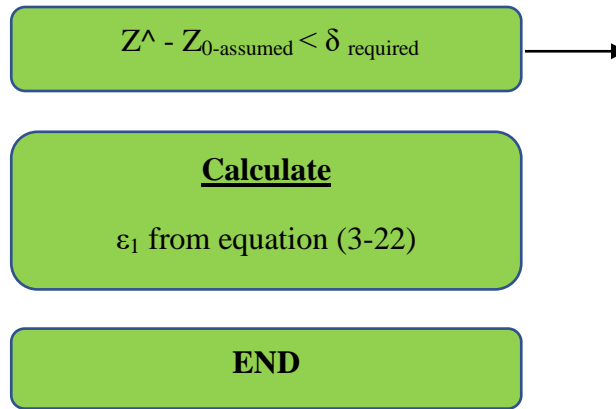 Z^ - Z0-assumed < δ required
Calculate
ε1 from equation (3-22)
END